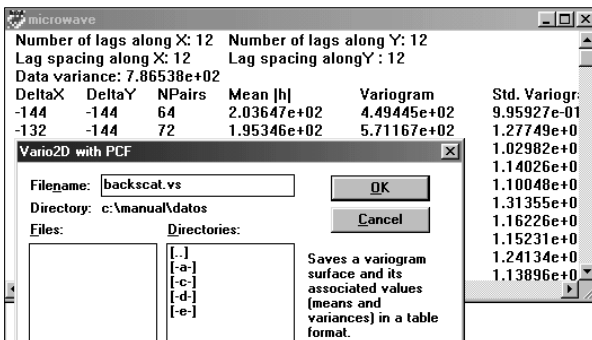 microwave
Number of lags along X: 12 Number of lags along Y: 12
Lag spacing along X: 12 Lag spacing alongY : 12
Data variance: 7.86538e+02
DeltaX DeltaY NPairs Mean |h| Variogram Std. Variogr
-144 -144 64 2.03647e+02 4.49445e+02 9.95927e-01
-132 -144 72 1.95346e+02 5.71167e+02 1.27749e+0
1.02982e+0
1.14026e+0
1.10048e+0
1.31355e+0
1.16226e+0
1.15231e+0
1.24134e+0
1.13896e+0
Vario2D with PCF
Filename: backscat.vs
OK
Directory: c:\manual\datos
Cancel
Files: Directories:
[..]
[-a-]
[-c-]
[-d-]
[-e-]
Saves a variogram
surface and its
associated values
(means and
variances) in a table
format.